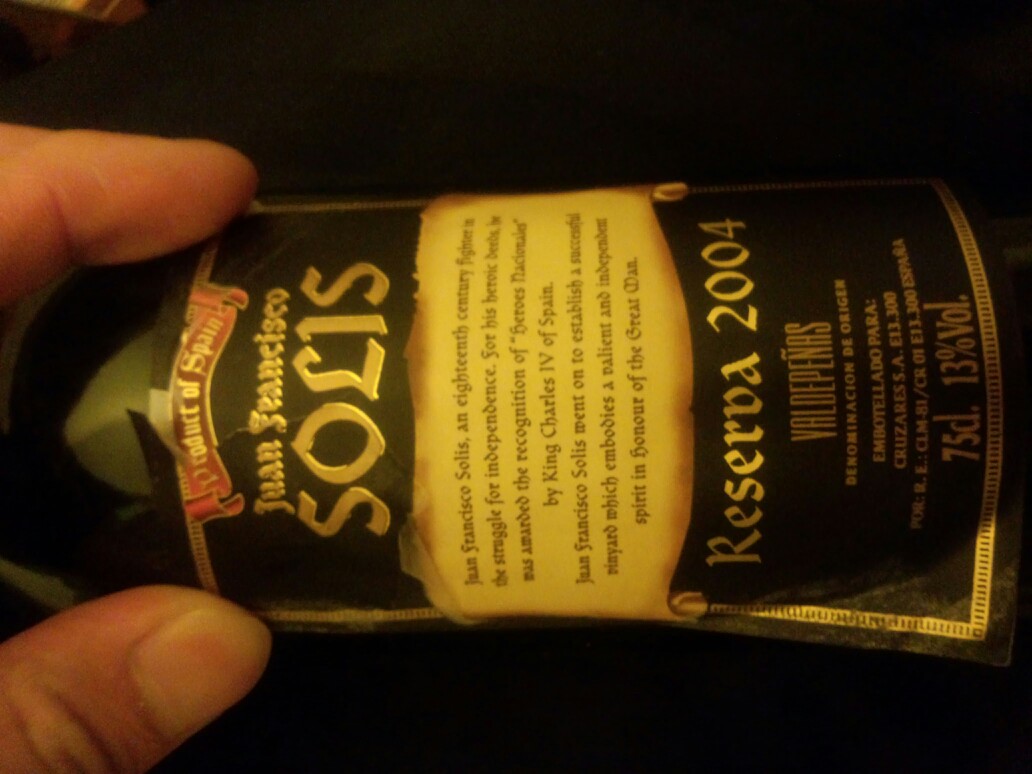 Product of Spain
Juan Francisco
SOLIS
Juan Francisco Solis, an eighteenth century fighter in
the struggle for independence. For his heroic deeds, he
was awarded the recognition of "Heroes Nacionales"
by King Charles IV of Spain.
Juan Francisco Solis went on to establish a successful
vinyard which embodies a valient and independent
spirit in Honour of the Great Man.
Reserva 2004
VALDEPEÑAS
DENOMINACION DE ORIGEN
EMBOTELLADO PARA:
CRUZARES S.A. E13.300
POR: R. E.: CLM-81/CR 01 E13.300 ESPAÑA
75cl. 13%Vol.